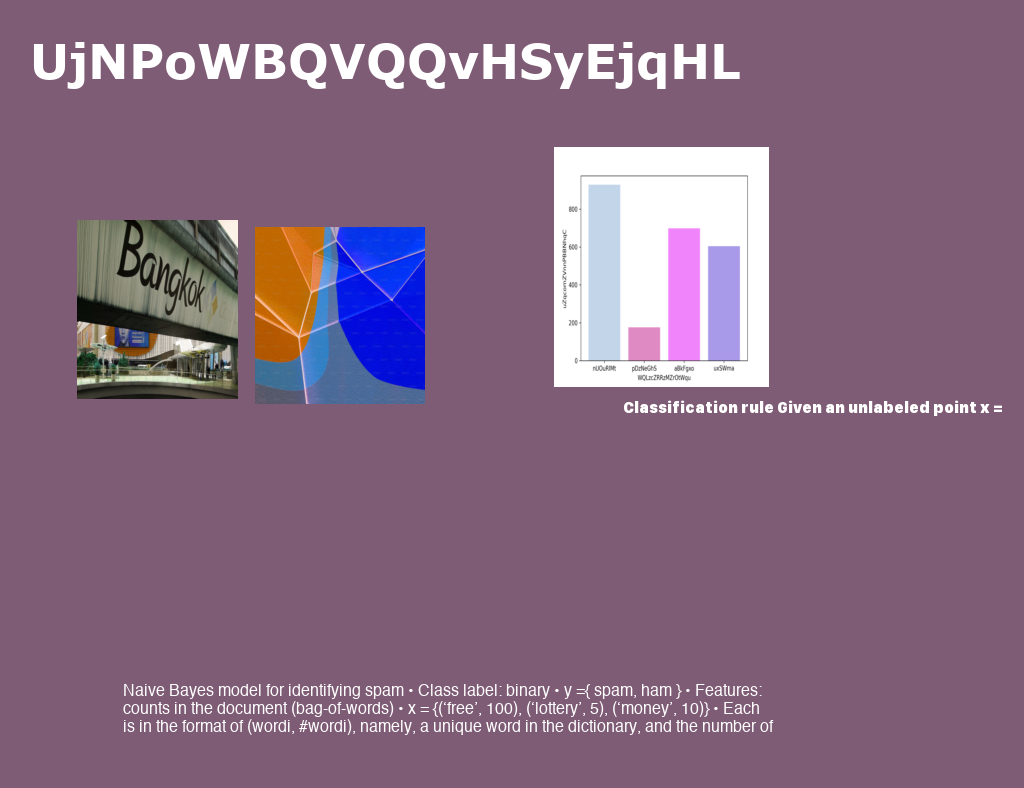 UjNPoWBQVQQvHSyEjqHL
Bangkok
800
600
400
200
0
nUOuRlMt pDzNeGhS aBkFgxo uxSWma
Classification rule Given an unlabeled point x =
Naive Bayes model for identifying spam • Class label: binary • y ={ spam, ham } • Features:
counts in the document (bag-of-words) • x = {(‘free’, 100), (‘lottery’, 5), (‘money’, 10)} • Each
is in the format of (wordi, #wordi), namely, a unique word in the dictionary, and the number of